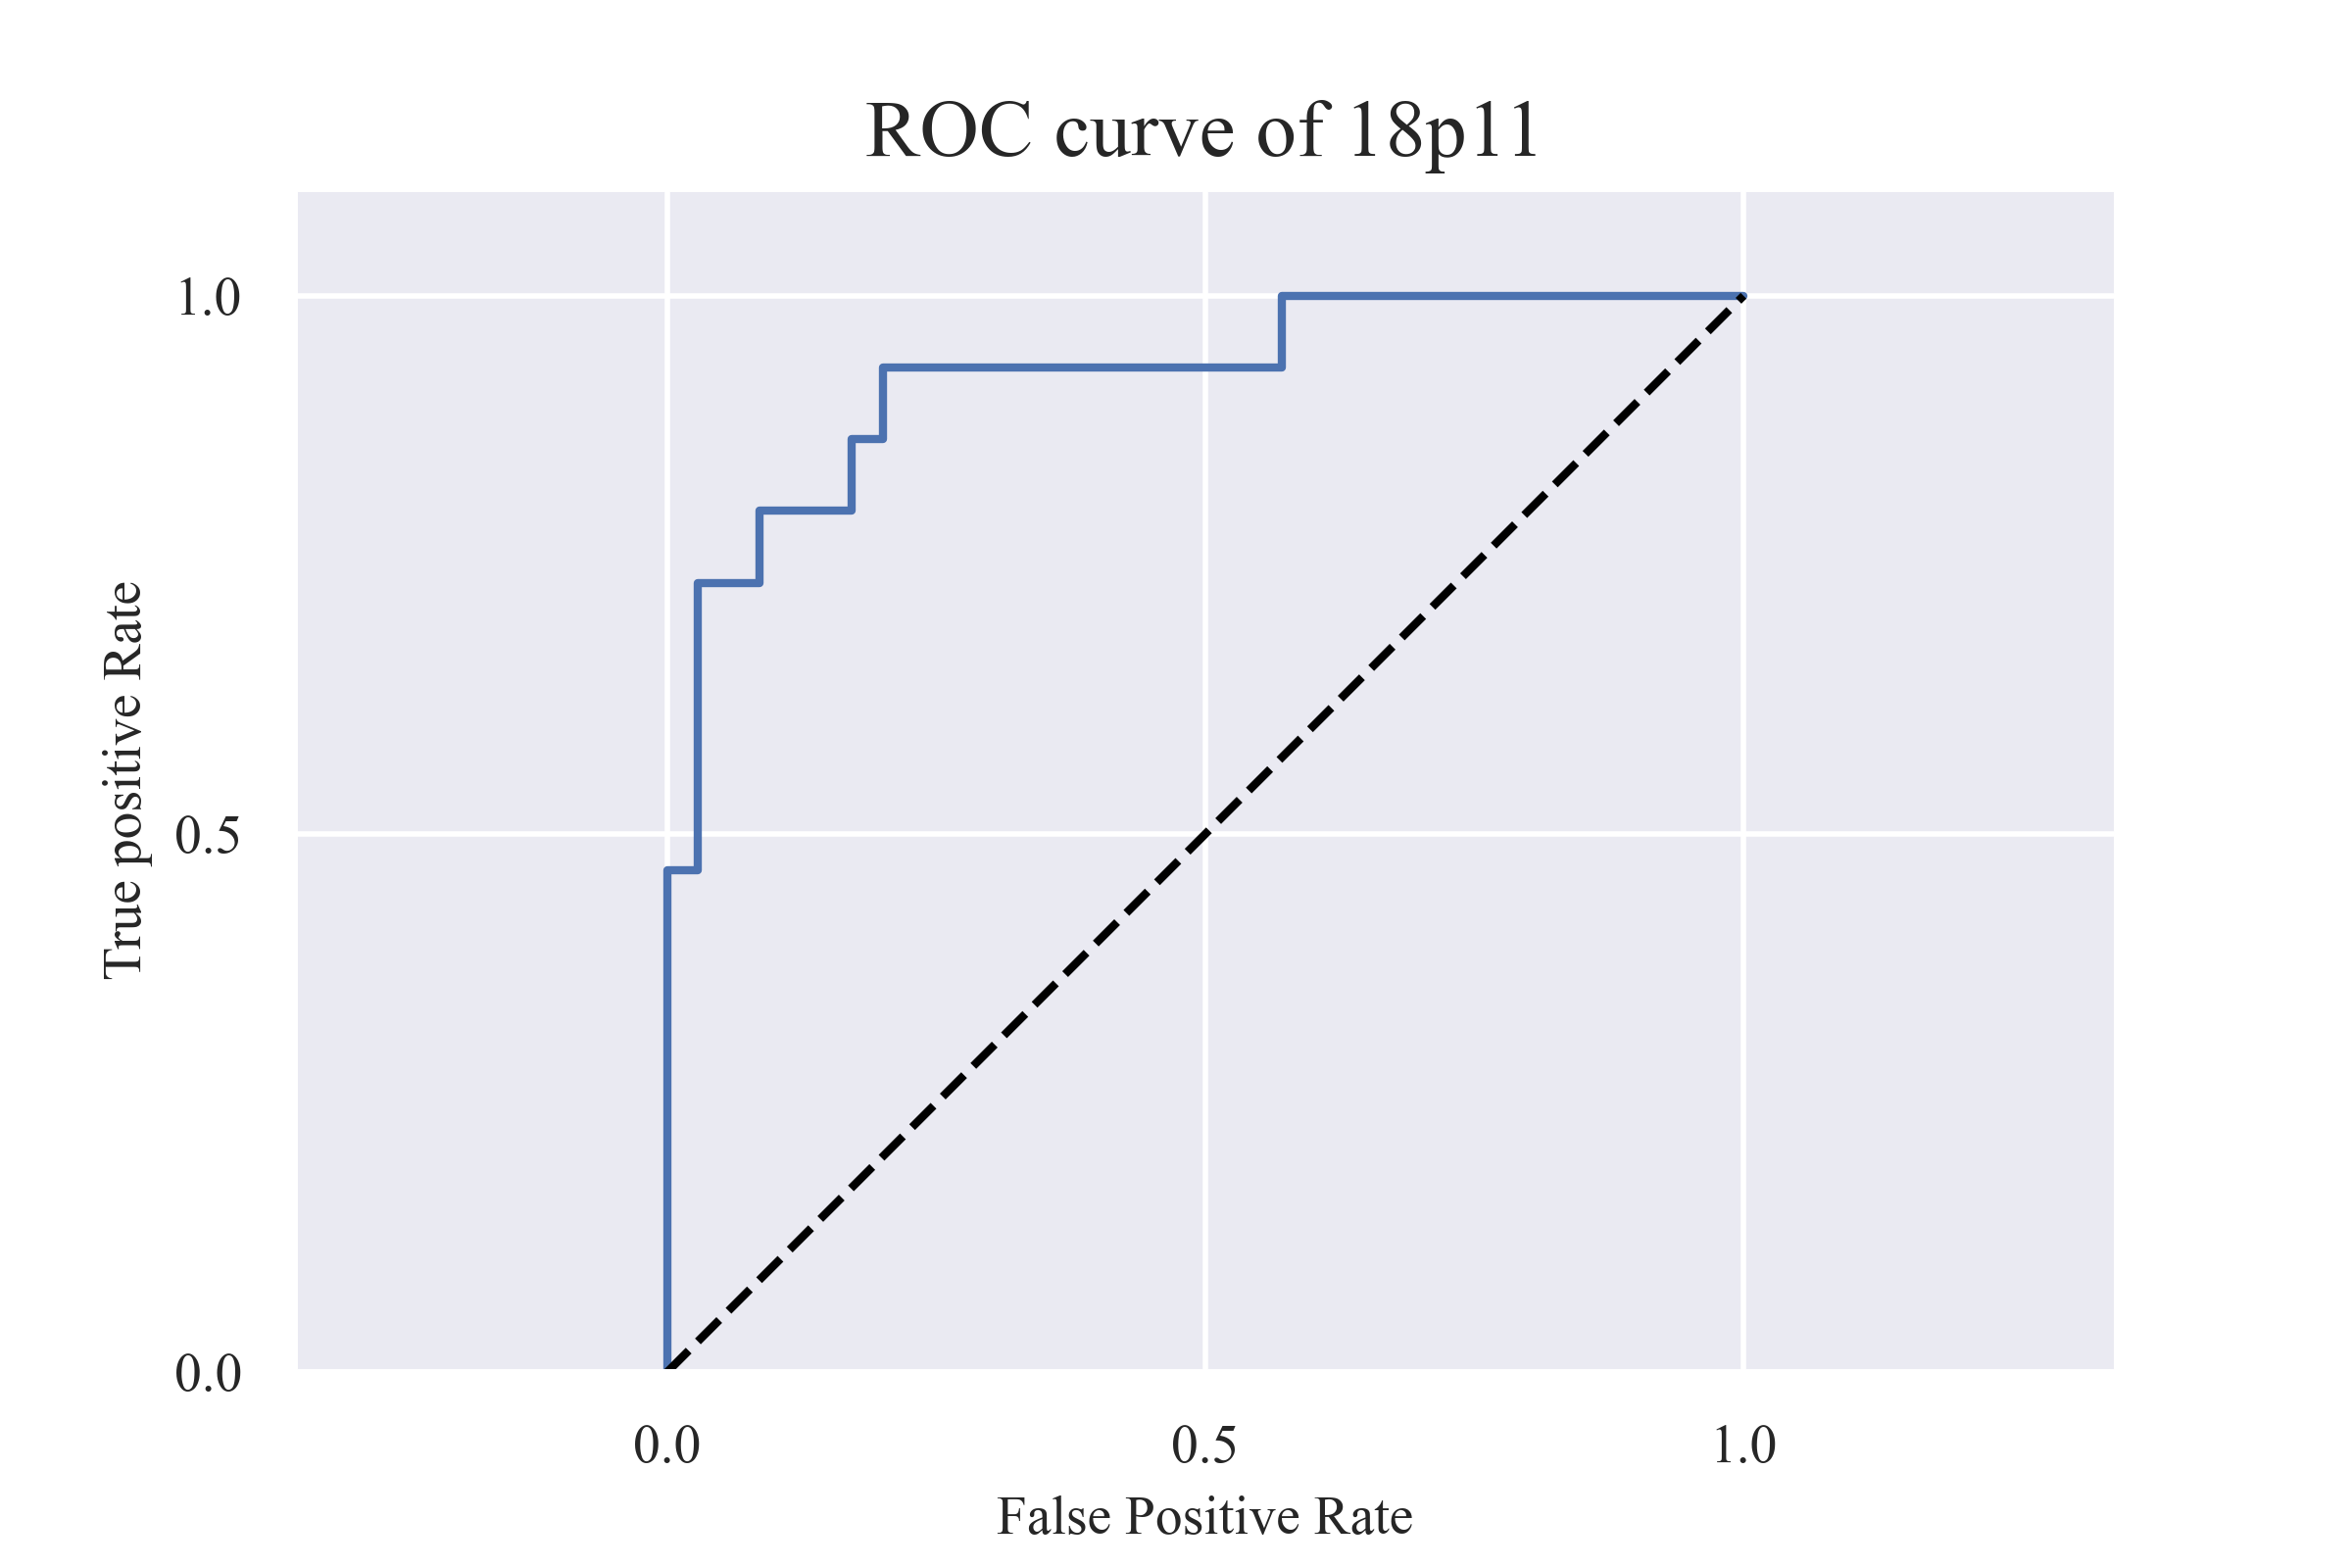 ROC curve of 18p11
True positive Rate
1.0
0.5
0.0
0.0 0.5 1.0
False Positive Rate